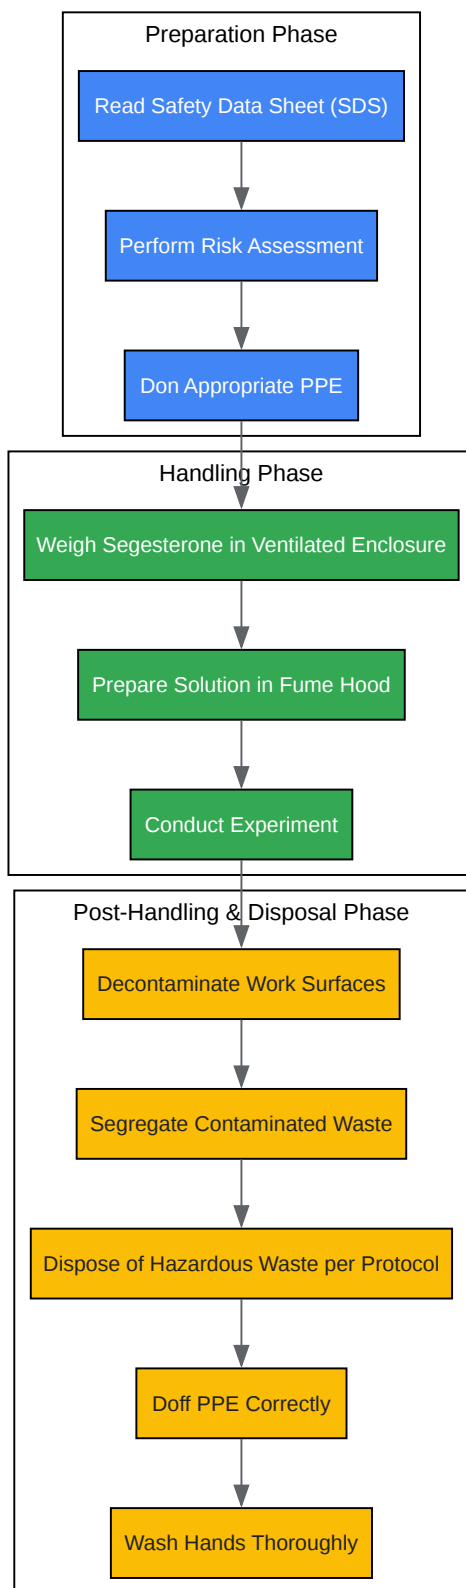 Preparation Phase
Read Safety Data Sheet (SDS)
Perform Risk Assessment
Don Appropriate PPE
Handling Phase
Weigh Segesterone in Ventilated Enclosure
Prepare Solution in Fume Hood
Conduct Experiment
Post-Handling & Disposal Phase
Decontaminate Work Surfaces
Segregate Contaminated Waste
Dispose of Hazardous Waste per Protocol
Doff PPE Correctly
Wash Hands Thoroughly